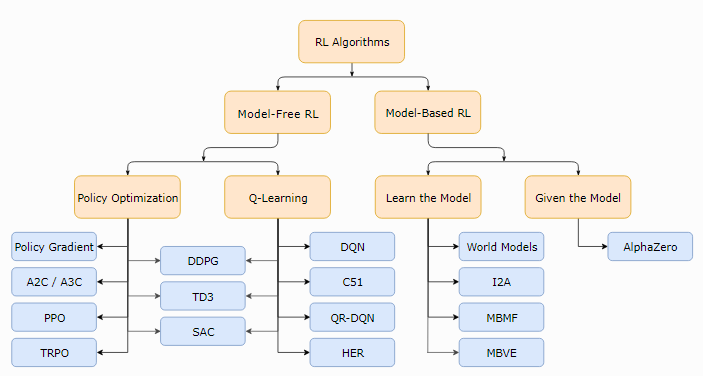 RL Algorithms
Model-Free RL
Model-Based RL
Policy Optimization
Q-Learning
Learn the Model
Given the Model
Policy Gradient
A2C / A3C
PPO
TRPO
DDPG
TD3
SAC
DQN
C51
QR-DQN
HER
World Models
I2A
MBMF
MBVE
AlphaZero